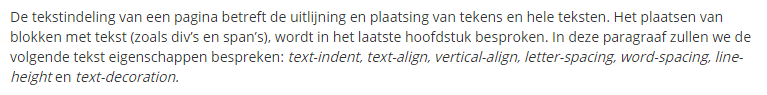 De tekstindeling van een pagina betreft de uitlijning en plaatsing van tekens en hele teksten. Het plaatsen van
blokken met tekst (zoals div's en span's), wordt in het laatste hoofdstuk besproken. In deze paragraaf zullen we de
volgende tekst eigenschappen bespreken: text-indent, text-align, vertical-align, letter-spacing, word-spacing, line-
height en text-decoration.